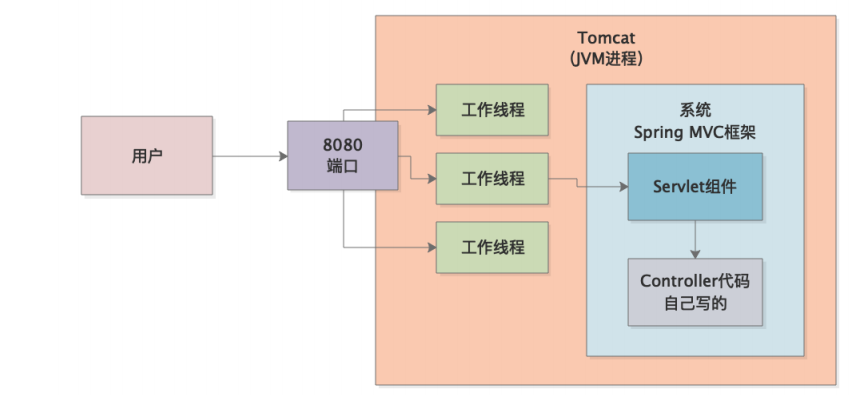 Tomcat
(JVM进程)
用户
8080
端口
工作线程
工作线程
工作线程
系统
Spring MVC框架
Servlet组件
Controller代码
自己写的